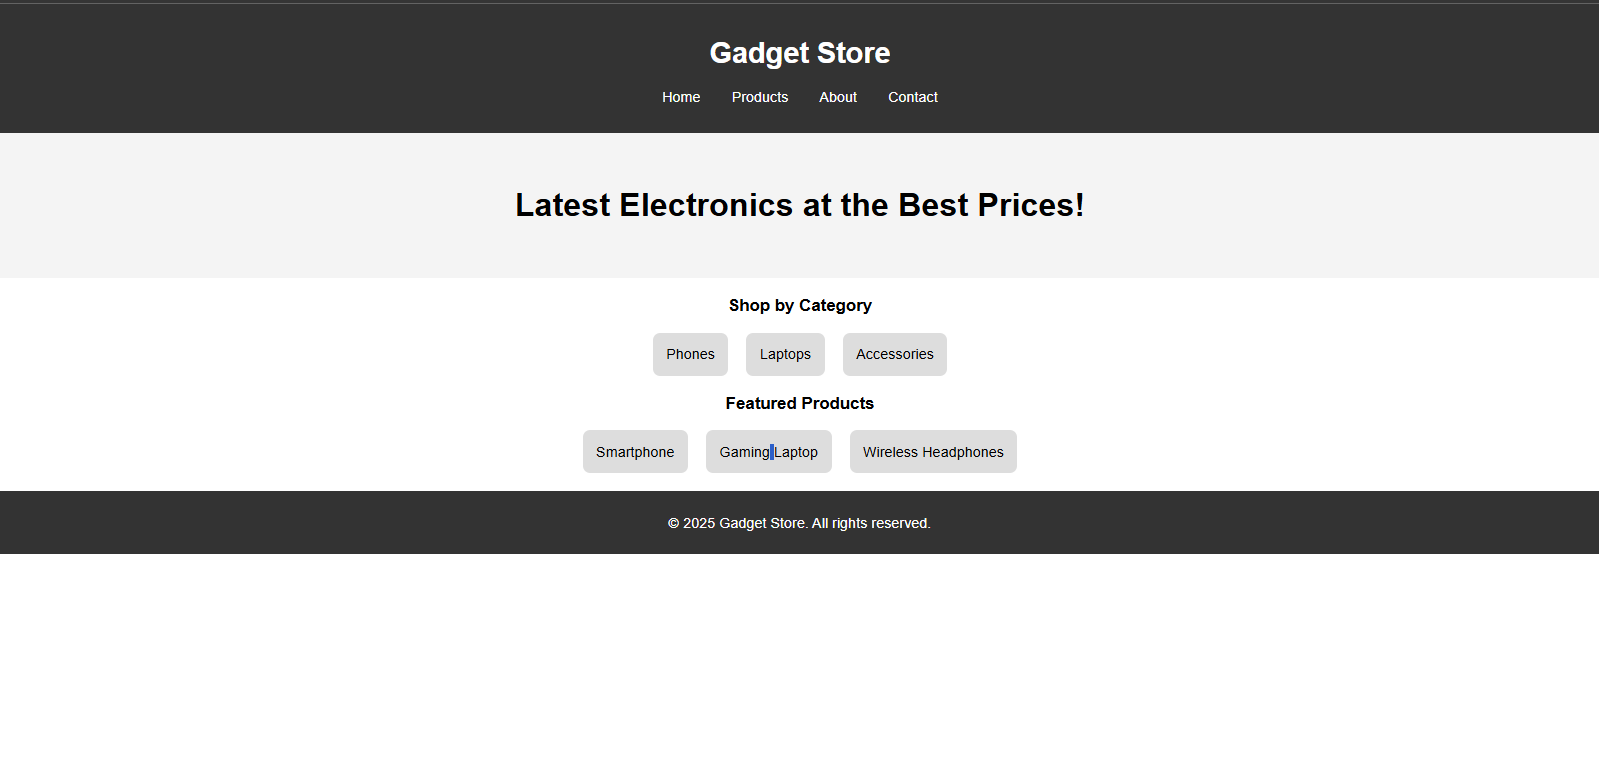 Gadget Store
Home Products About Contact
Latest Electronics at the Best Prices!
Shop by Category
Phones Laptops Accessories
Featured Products
Smartphone Gaming Laptop Wireless Headphones
© 2025 Gadget Store. All rights reserved.